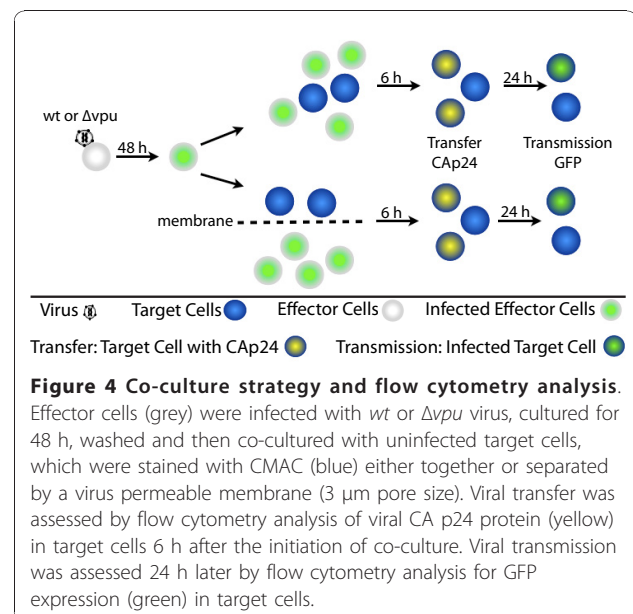 wt or Δvpu
48 h
6 h
24 h
Transfer
CAp24
Transmission
GFP
membrane
6 h
24 h
Virus Target Cells Effector Cells Infected Effector Cells
Transfer: Target Cell with CAp24 Transmission: Infected Target Cell
Figure 4 Co-culture strategy and flow cytometry analysis.
Effector cells (grey) were infected with wt or Δvpu virus, cultured for
48 h, washed and then co-cultured with uninfected target cells,
which were stained with CMAC (blue) either together or separated
by a virus permeable membrane (3 μm pore size). Viral transfer was
assessed by flow cytometry analysis of viral CA p24 protein (yellow)
in target cells 6 h after the initiation of co-culture. Viral transmission
was assessed 24 h later by flow cytometry analysis for GFP
expression (green) in target cells.